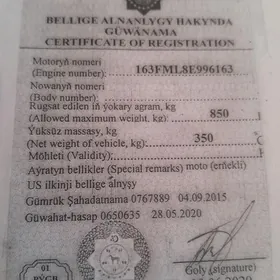 BELLIGE ALNANLYGY HAKYNDA
GÜWÄNAMA
CERTIFICATE OF REGISTRATION
Motoryň nomeri
(Engine number): 163FML8E996163
Nowanyň nomeri
(Body number)
Rugsat edilen iň ýokary agram, kg
(Allowed maximum weight, kg) 850
Ýüksüz massasy, kg
(Net weight of vehicle, kg) 350
Möhleti (Validity)
Aýratyn bellikler (Special remarks) moto (erňekli)
US ilkinji bellige alnyşy
Gümrük Şahadatnama 0767889 04.09.2015
Güwahat-hasap 0650635 28.05.2020
Goly (signature)
01